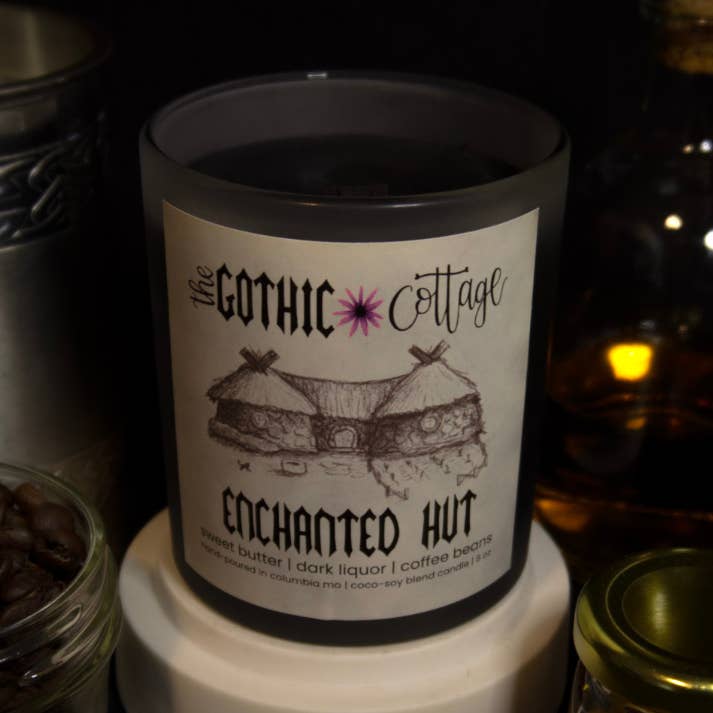 the GOTHIC Cottage
ENCHANTED HUT
sweet butter | dark liquor | coffee beans
hand-poured in columbia mo | coco-soy blend candle | 8 oz